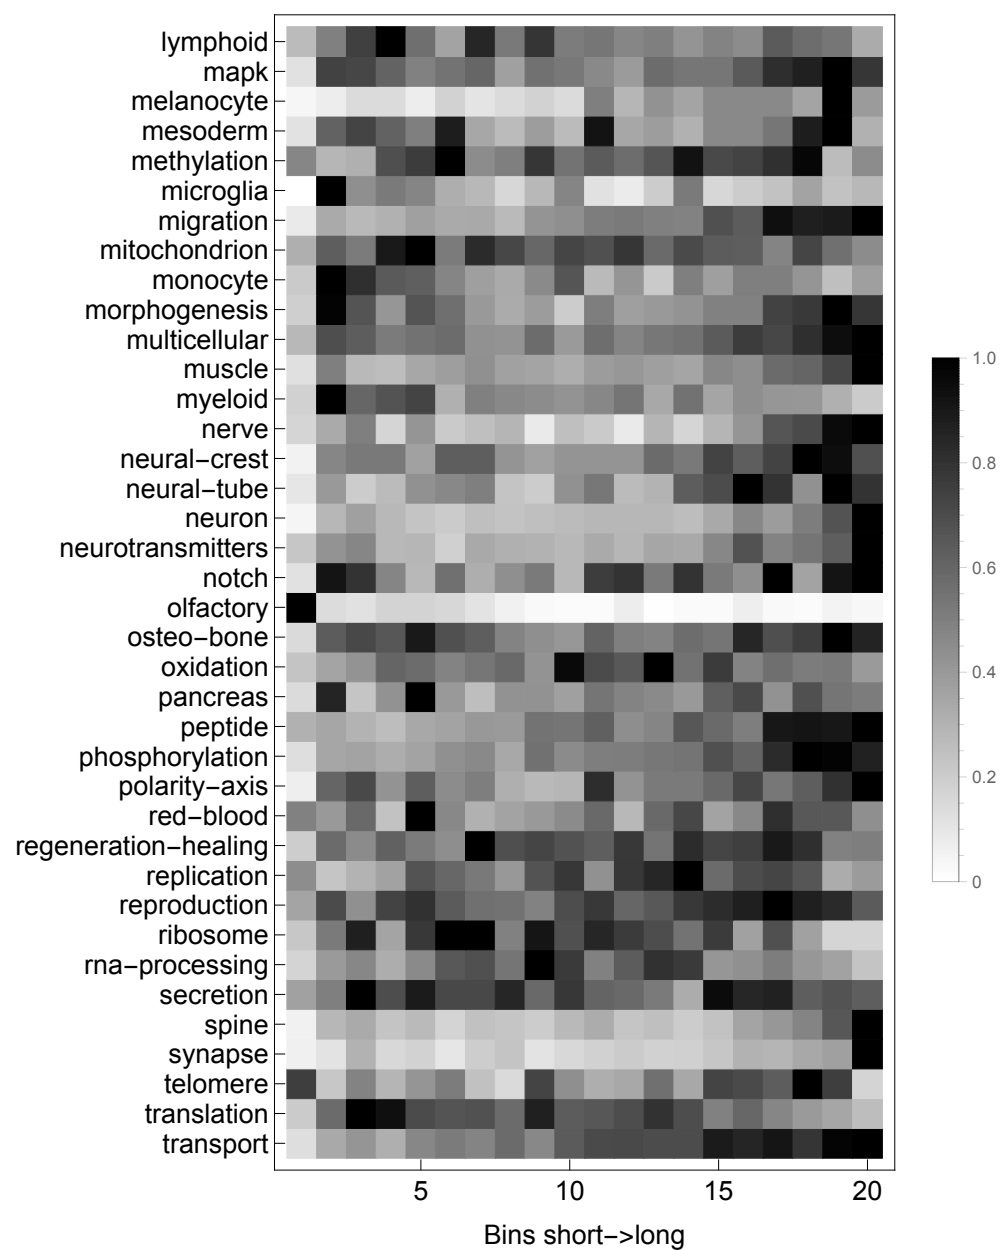 lymphoid
mapk
melanocyte
mesoderm
methylation
microglia
migration
mitochondrion
monocyte
morphogenesis
multicellular
muscle
myeloid
nerve
neural−crest
neural−tube
neuron
neurotransmitters
notch
olfactory
osteo−bone
oxidation
pancreas
peptide
phosphorylation
polarity−axis
red−blood
regeneration−healing
replication
reproduction
ribosome
rna−processing
secretion
spine
synapse
telomere
translation
transport
5 10 15 20
Bins short−>long
1.0
0.8
0.6
0.4
0.2
0